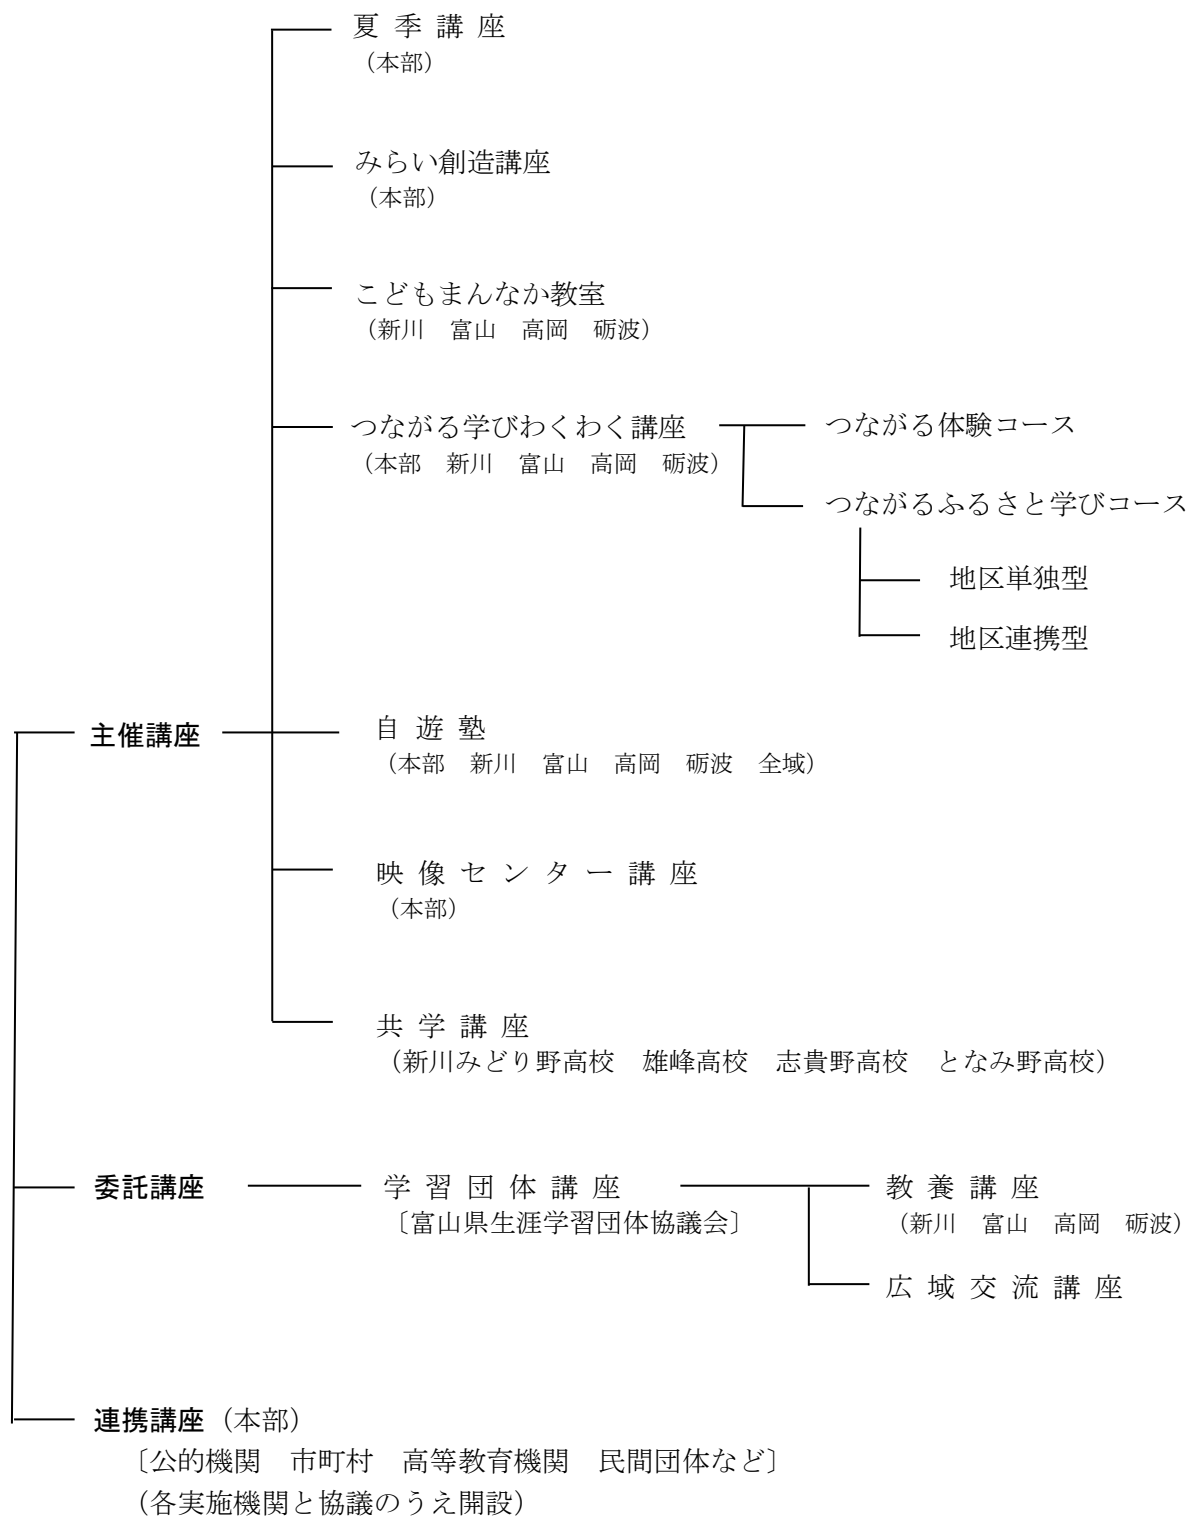 夏 季 講 座
（本部）
みらい創造講座
（本部）
こどもまんなか教室
（新川　富山　高岡　砺波）
つながる学びわくわく講座
（本部　新川　富山　高岡　砺波）
つながる体験コース
つながるふるさと学びコース
地区単独型
地区連携型
主催講座
自 遊 塾
（本部　新川　富山　高岡　砺波　全域）
映 像 セ ン タ ー 講 座
（本部）
共 学 講 座
（新川みどり野高校　雄峰高校　志貴野高校　となみ野高校）
委託講座
学 習 団 体 講 座
〔富山県生涯学習団体協議会〕
教 養 講 座
（新川　富山　高岡　砺波）
広 域 交 流 講 座
連携講座（本部）
〔公的機関　市町村　高等教育機関　民間団体など〕
（各実施機関と協議のうえ開設）